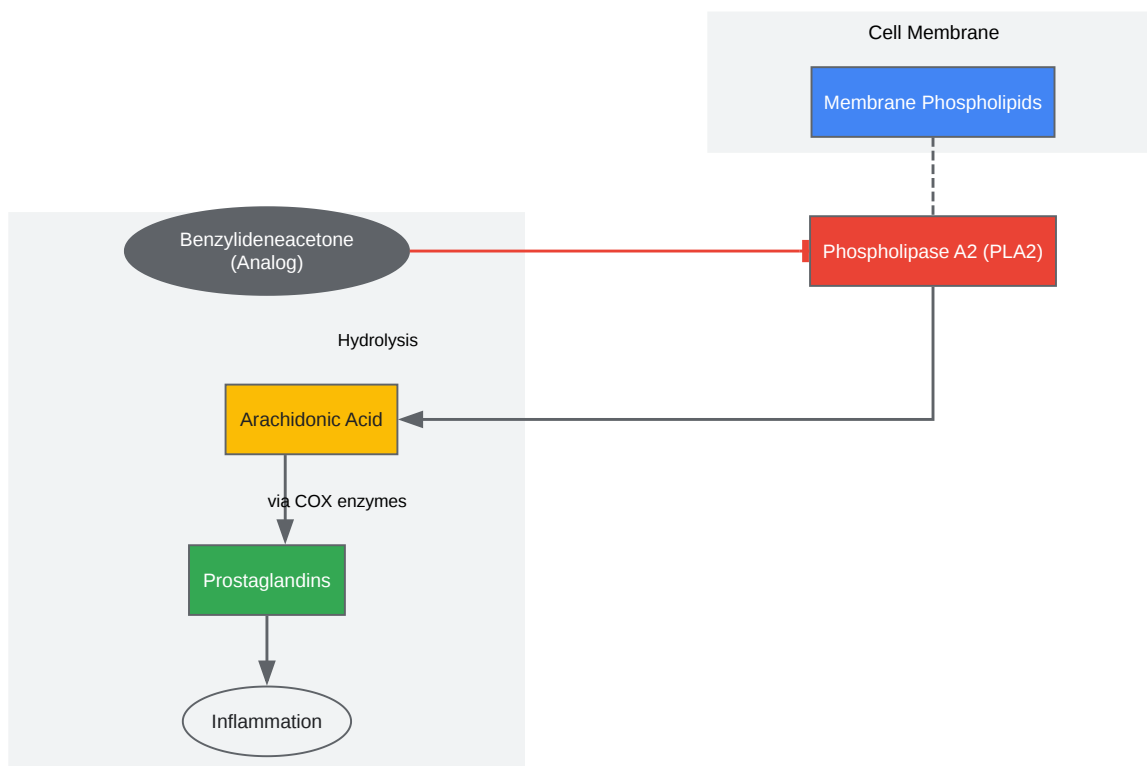 Cell Membrane
Membrane Phospholipids
Benzylideneacetone
(Analog)
Phospholipase A2 (PLA2)
Hydrolysis
Arachidonic Acid
via COX enzymes
Prostaglandins
Inflammation